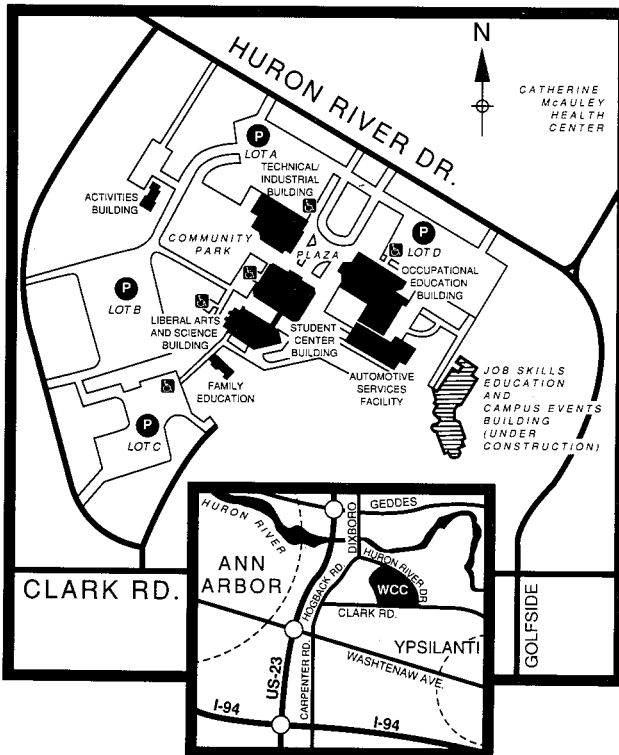 HURON RIVER DR.
N
CATHERINE
McAULEY
HEALTH
CENTER
P
LOT A
TECHNICAL/
INDUSTRIAL
BUILDING
ACTIVITIES
BUILDING
COMMUNITY
PARK
PLAZA
P
LOT D
OCCUPATIONAL
EDUCATION
BUILDING
P
LOT B
LIBERAL ARTS
AND SCIENCE
BUILDING
STUDENT
CENTER
BUILDING
FAMILY
EDUCATION
AUTOMOTIVE
SERVICES
FACILITY
JOB SKILLS
EDUCATION
AND
CAMPUS EVENTS
BUILDING
(UNDER
CONSTRUCTION)
P
LOT C
CLARK RD.
GOLFSIDE
HURON RIVER
GEDDES
DIXBORO
ANN
ARBOR
HURON RIVER DR
WCC
HOGBACK RD.
CLARK RD.
YPSILANTI
WASHTENAW AVE.
US-23
CARPENTER RD.
I-94
I-94